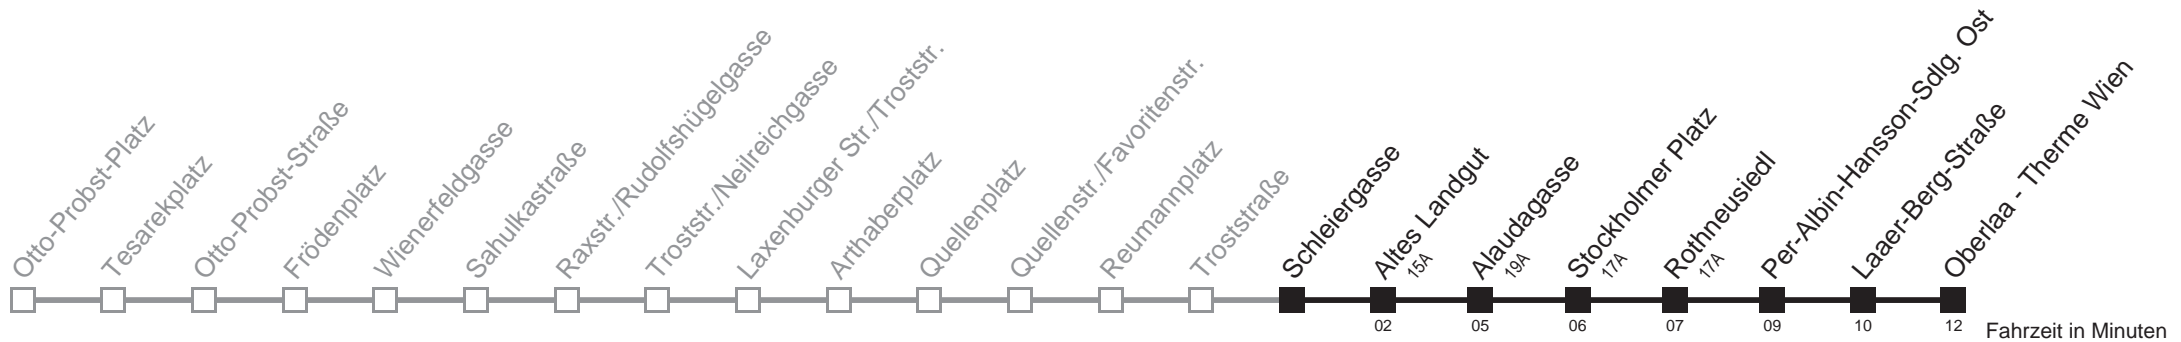 Otto-Probst-Platz
Tesarekplatz
Otto-Probst-Straße
Frödenplatz
Wienerfeldgasse
Sahulkastraße
Raxstr./Rudolfshügelgasse
Troststr./Neilreichgasse
Laxenburger Str./Troststr.
Arthaberplatz
Quellenplatz
Quellenstr./Favoritenstr.
Reumannplatz
Troststraße
Schleiergasse
Altes Landgut
15A
Alaudagasse
19A
Stockholmer Platz
17A
Rothneusiedl
17A
Per-Albin-Hansson-Sdlg. Ost
Laaer-Berg-Straße
Oberlaa - Therme Wien
02
05
06
07
09
10
12
Fahrzeit in Minuten